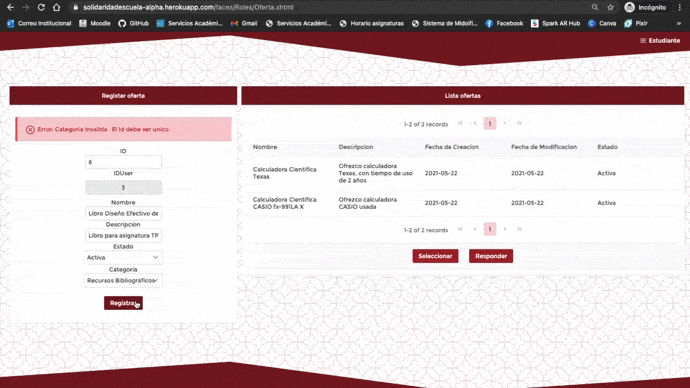 solidaridadescuela-alpha.herokuapp.com/faces/Roles/Oferta.xhtml
Incógnito
Correo Institucional Moodle GitHub Servicios Académi... Gmail Servicios Académi... Horario asignaturas Sistema de Midolfi... Facebook Spark AR Hub Canva Pixlr »
Estudiante
Registar oferta
Error: Categoria Invalida El Id debe ser unico.
ID
6
IDUser
3
Nombre
Libro Diseño Efectivo de
Descripcion
Libro para asignatura TP
Estado
Activa
Categoria
Recursos Bibliográficos
Registrar
Lista ofertas
1-2 of 2 records 1
Nombre Descripcion Fecha de Creacion Fecha de Modificacion Estado
Calculadora Cientifica Texas Ofrezco calculadora Texas, con tiempo de uso de 2 años 2021-05-22 2021-05-22 Activa
Calculadora Cientifica CASIO fx-991LA X Ofrezco calculadora CASIO usada 2021-05-22 2021-05-22 Activa
1-2 of 2 records 1
Seleccionar Responder